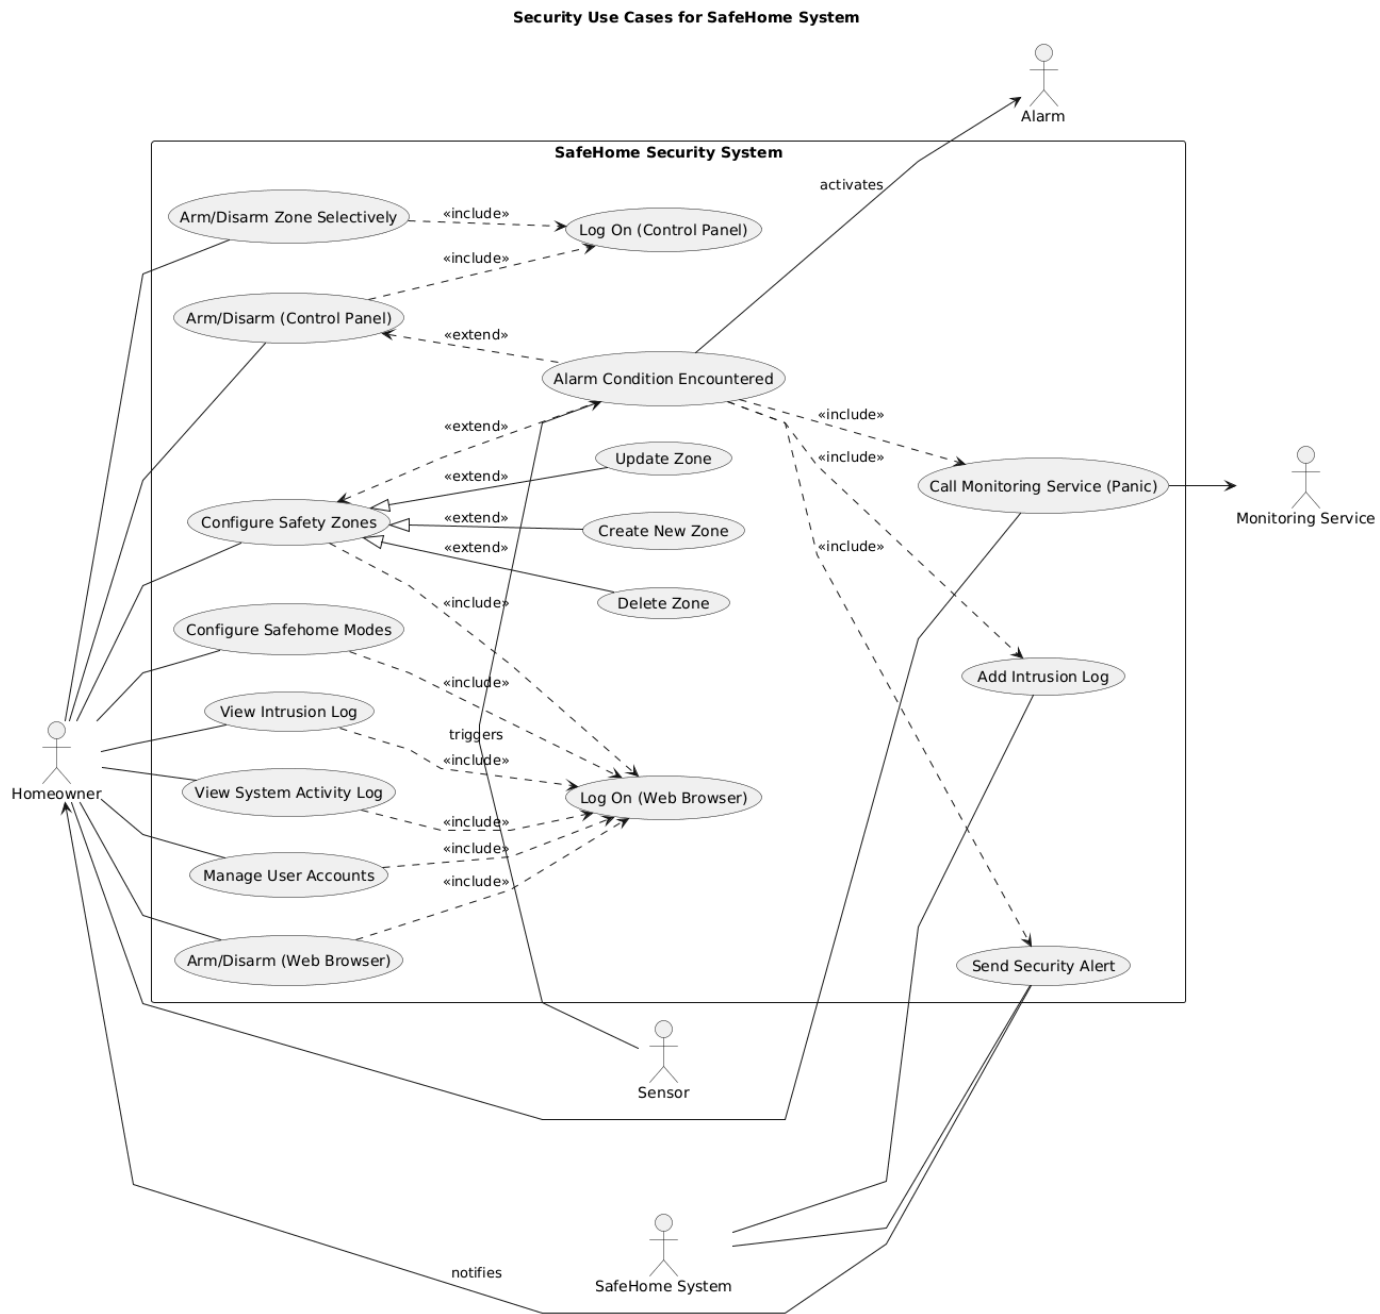 Security Use Cases for SafeHome System
Alarm
SafeHome Security System
activates
Arm/Disarm Zone Selectively
«include»
Log On (Control Panel)
«include»
Arm/Disarm (Control Panel)
«extend»
Alarm Condition Encountered
«include»
«extend»
Update Zone
«include»
«extend»
Call Monitoring Service (Panic)
Monitoring Service
Configure Safety Zones
«extend»
Create New Zone
«extend»
«include»
Delete Zone
«include»
Configure Safehome Modes
Add Intrusion Log
«include»
View Intrusion Log
triggers
«include»
Homeowner
View System Activity Log
Log On (Web Browser)
«include»
«include»
Manage User Accounts
«include»
Arm/Disarm (Web Browser)
Send Security Alert
Sensor
notifies
SafeHome System